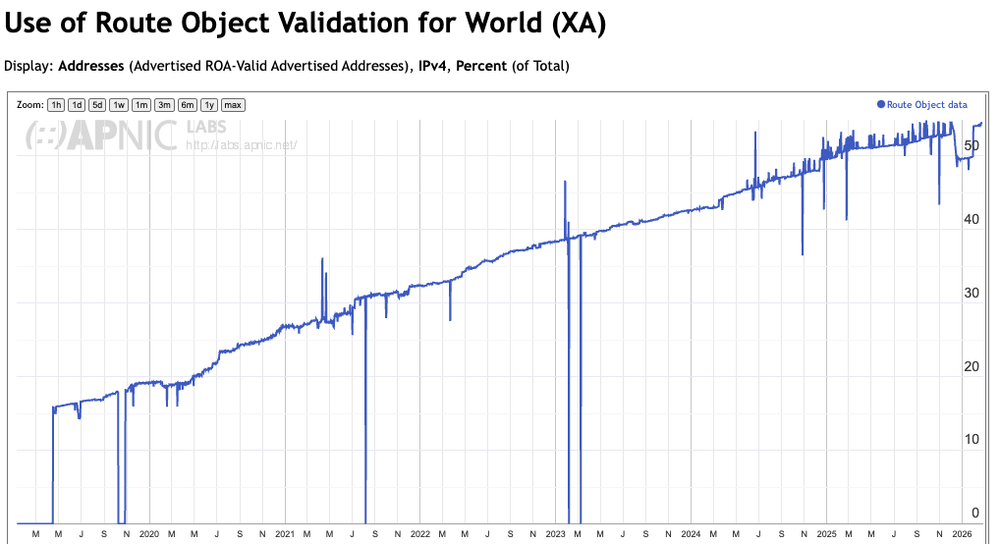 Use of Route Object Validation for World (XA)
Display: Addresses (Advertised ROA-Valid Advertised Addresses), IPv4, Percent (of Total)
Zoom: 1h 1d 5d 1w 1m 3m 6m 1y max
Route Object data
(::)APNIC LABS
http://labs.apnic.net/
50
40
30
20
10
0
M M J S N 2020 M M J S N 2021 M M J S N 2022 M M J S N 2023 M M J S N 2024 M M J S N 2025 M M J S N 2026